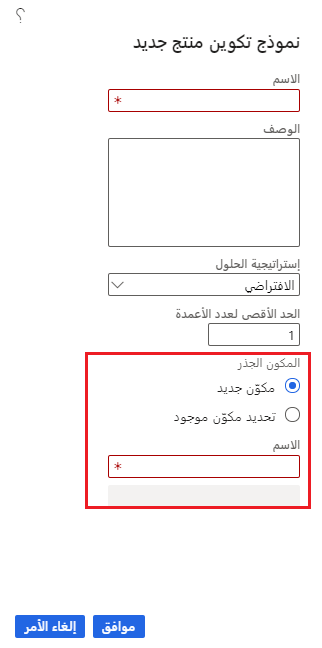 ؟
نموذج تكوين منتج جديد
الاسم
*
الوصف
إستراتيجية الحلول
الافتراضي
الحد الأقصى لعدد الأعمدة
1
المكون الجذر
مكوّن جديد
تحديد مكوّن موجود
الاسم
*
موافق
إلغاء الأمر